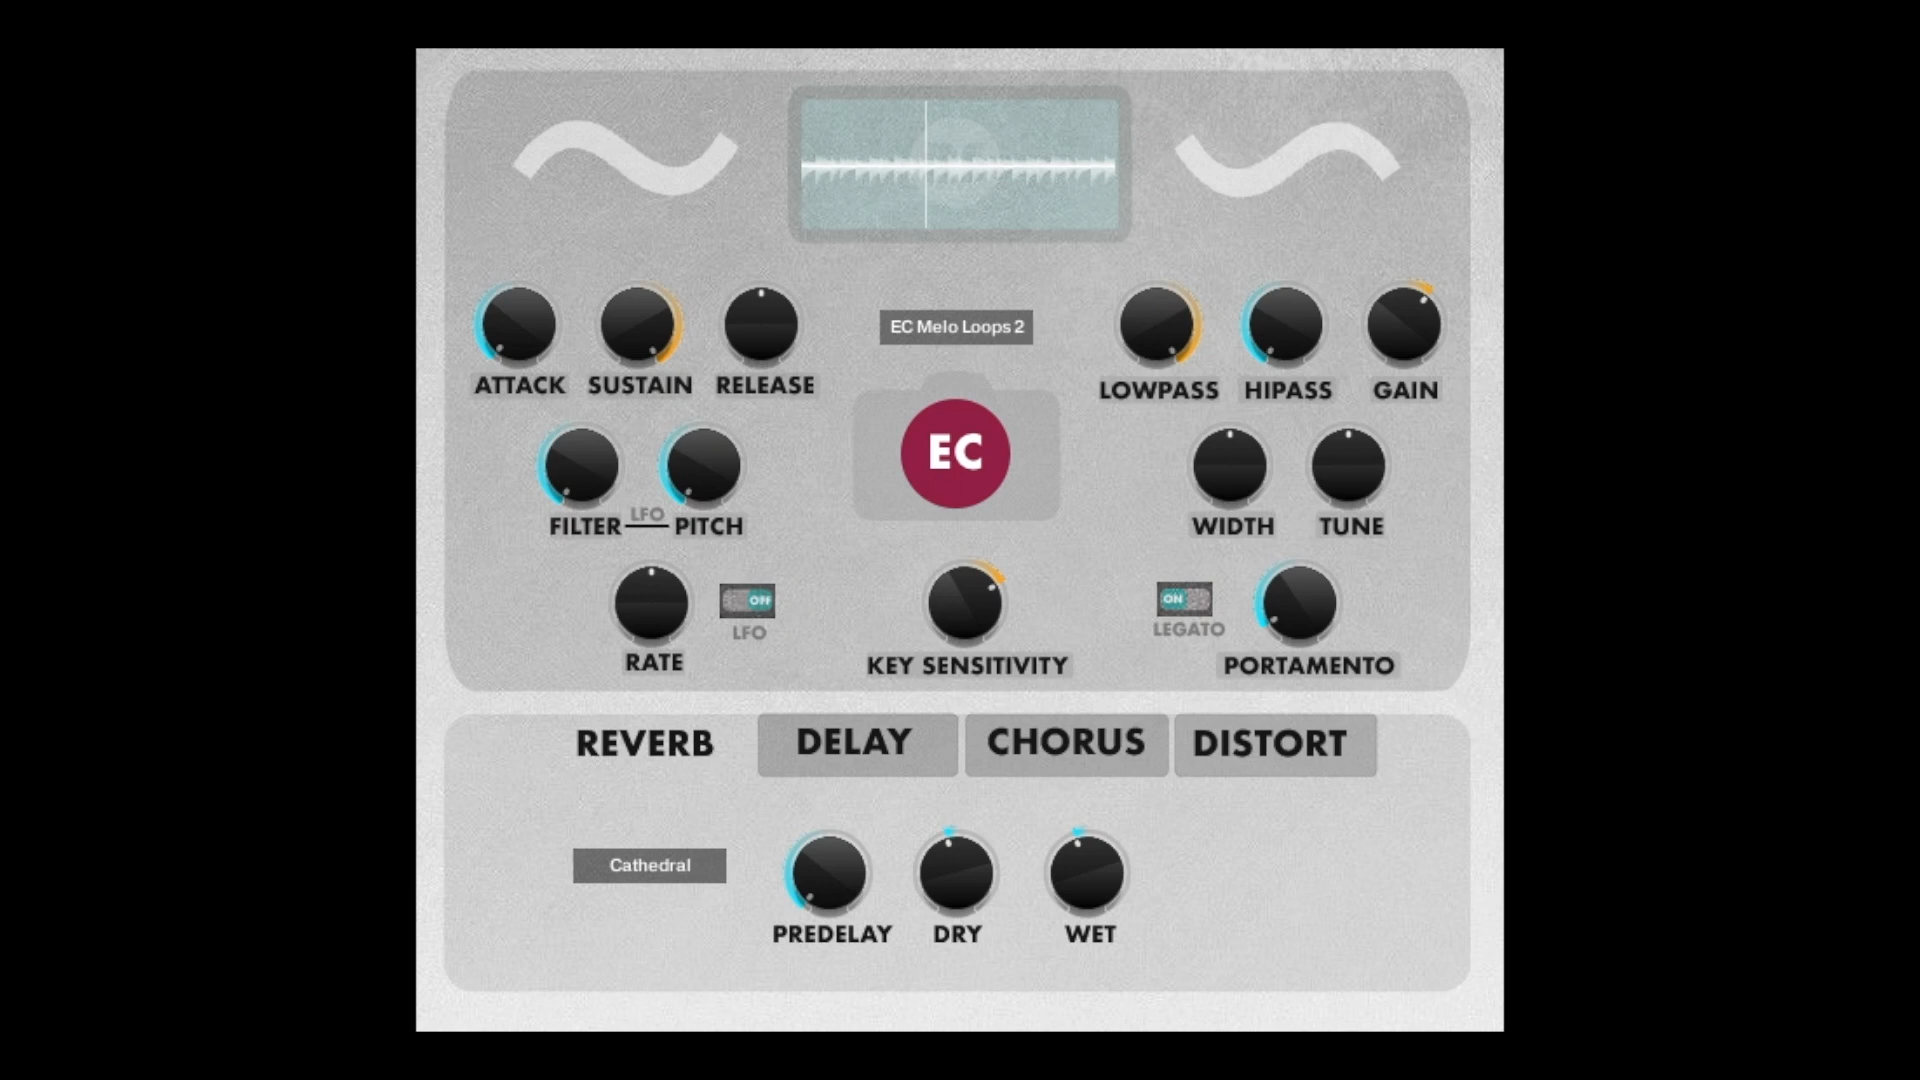 EC Melo Loops 2
ATTACK SUSTAIN RELEASE
LOWPASS HIPASS GAIN
EC
FILTER LFO PITCH
WIDTH TUNE
RATE
OFF
LFO
KEY SENSITIVITY
ON
LEGATO
PORTAMENTO
REVERB DELAY CHORUS DISTORT
Cathedral
PREDELAY DRY WET